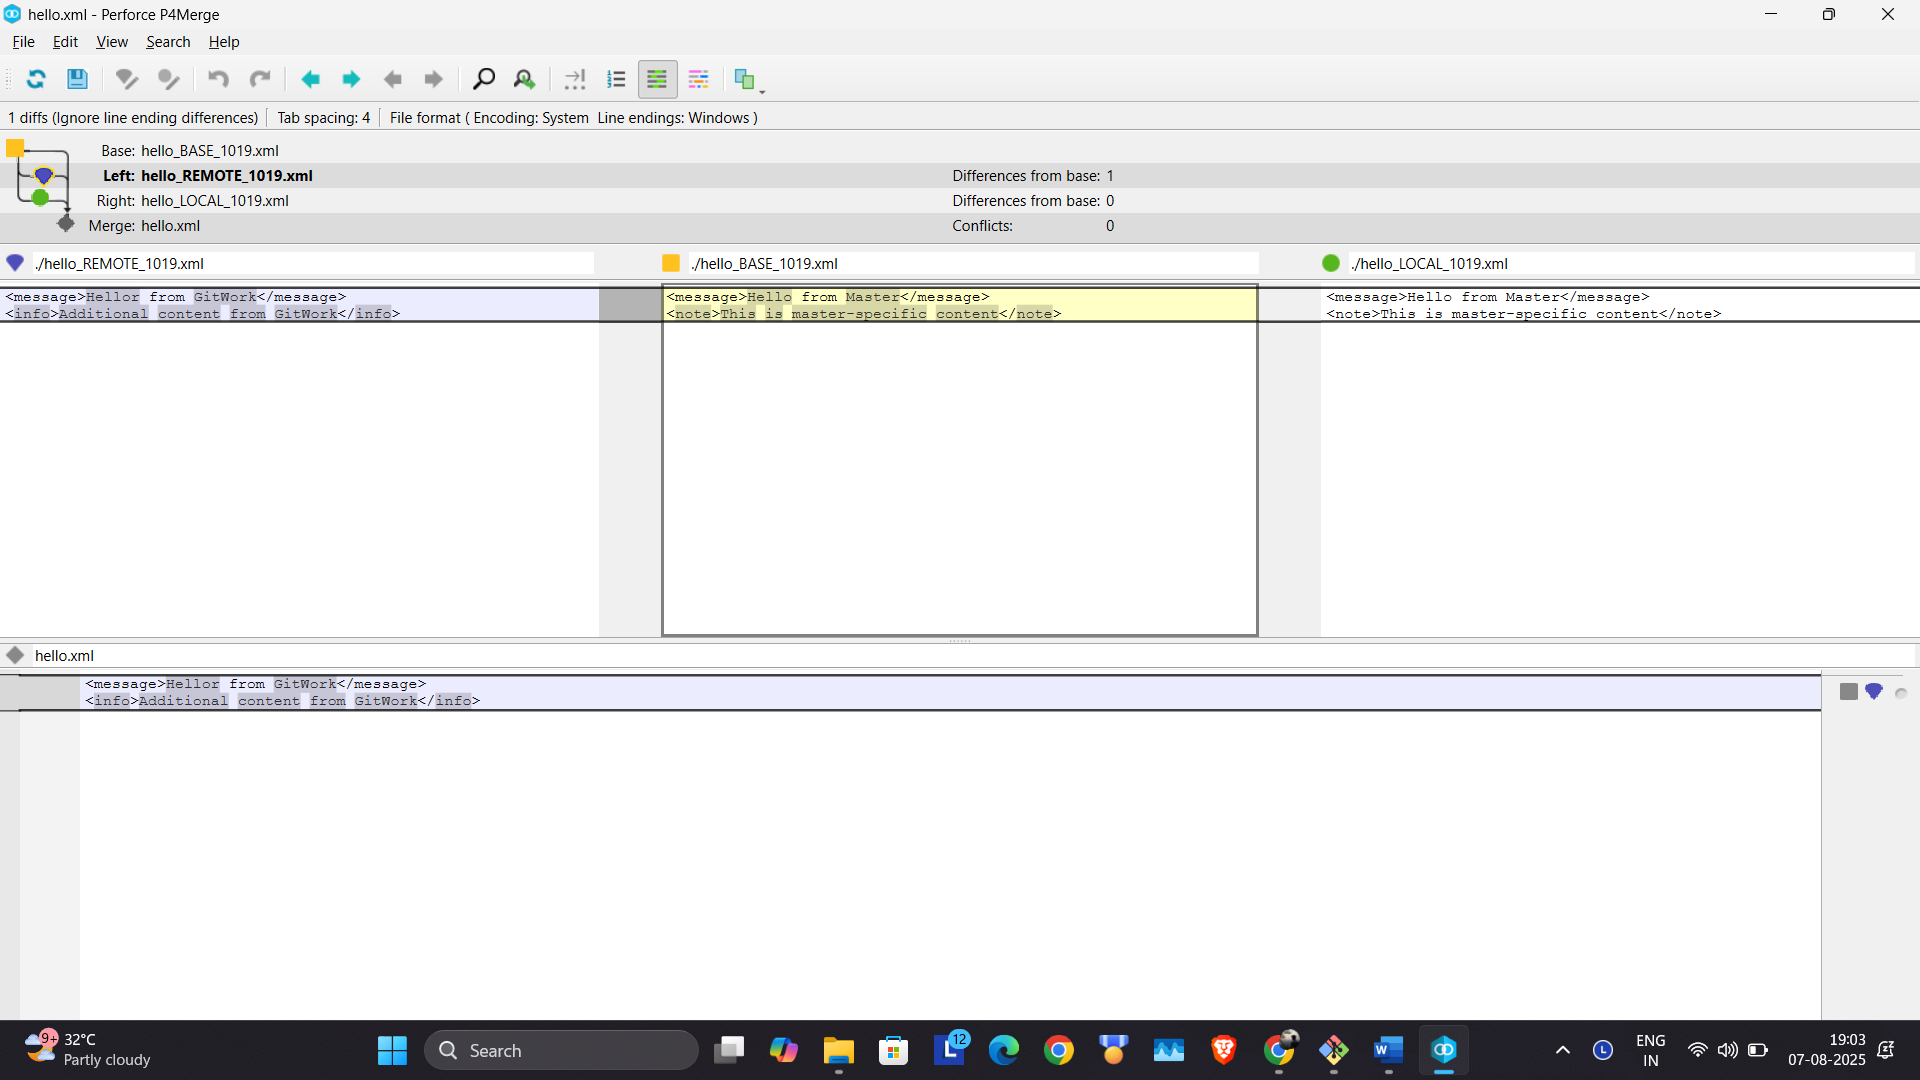 hello.xml - Perforce P4Merge
File Edit View Search Help
1 diffs (Ignore line ending differences) Tab spacing: 4 File format ( Encoding: System Line endings: Windows )
Base: hello_BASE_1019.xml
Left: hello_REMOTE_1019.xml Differences from base: 1
Right: hello_LOCAL_1019.xml Differences from base: 0
Merge: hello.xml Conflicts: 0
./hello_REMOTE_1019.xml ./hello_BASE_1019.xml ./hello_LOCAL_1019.xml
<message>Hellor from GitWork</message>
<info>Additional content from GitWork</info>
<message>Hello from Master</message>
<note>This is master-specific content</note>
<message>Hello from Master</message>
<note>This is master-specific content</note>
hello.xml
<message>Hellor from GitWork</message>
<info>Additional content from GitWork</info>
9+ 32°C
Partly cloudy
Search
12
L
W
L
ENG
IN
19:03
07-08-2025